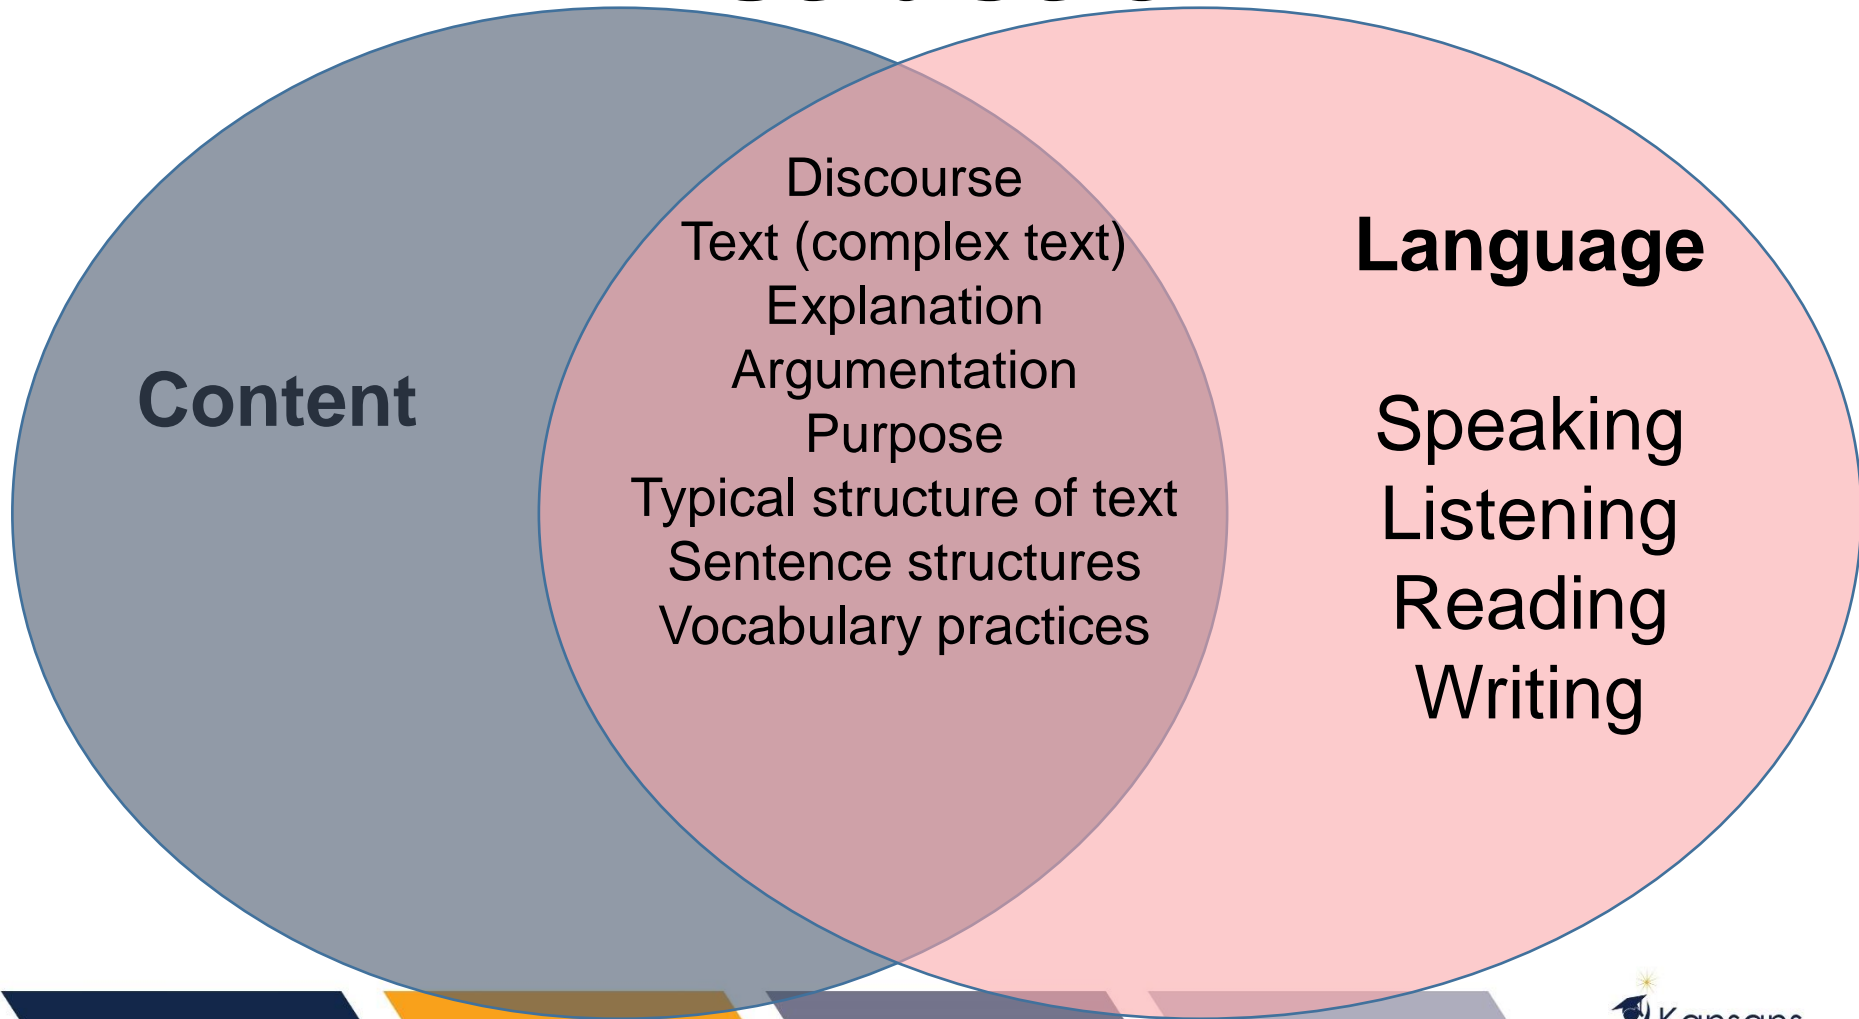 Content
Discourse
Text (complex text)
Explanation
Argumentation
Purpose
Typical structure of text
Sentence structures
Vocabulary practices
Language
Speaking
Listening
Reading
Writing
Kansans